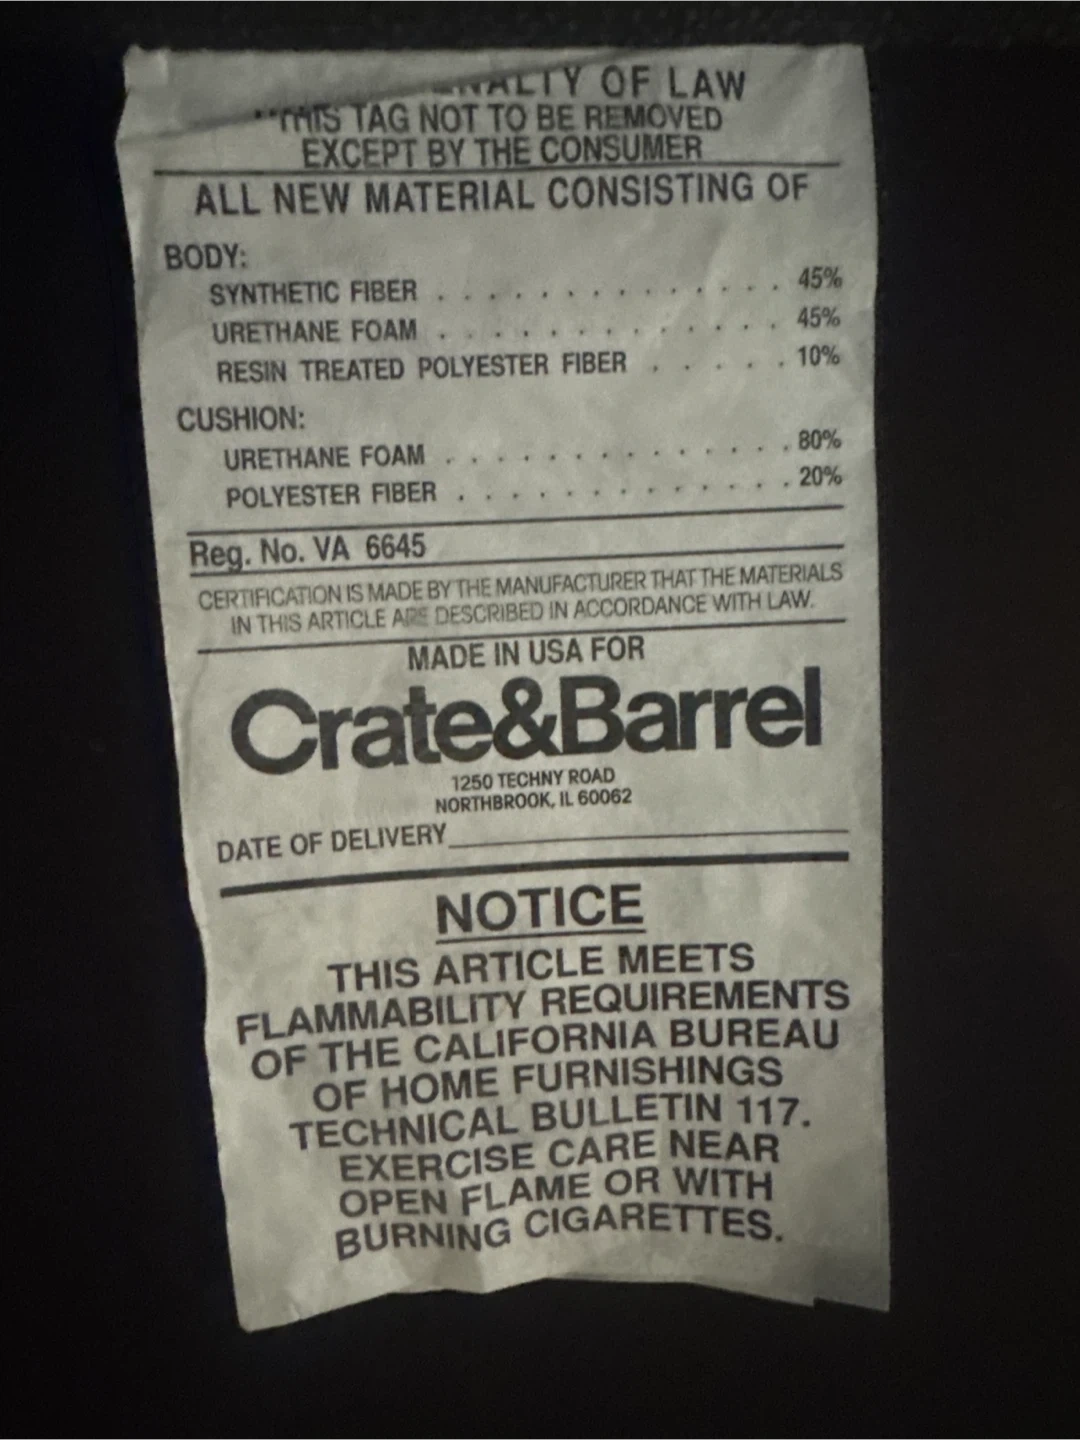 OF LAW
THIS TAG NOT TO BE REMOVED
EXCEPT BY THE CONSUMER
ALL NEW MATERIAL CONSISTING OF
BODY:
SYNTHETIC FIBER . . . . . . . . . . . . . . 45%
URETHANE FOAM . . . . . . . . . . . . . 45%
RESIN TREATED POLYESTER FIBER . . . . . 10%
CUSHION:
URETHANE FOAM . . . . . . . . . . . . . . 80%
POLYESTER FIBER . . . . . . . . . . . . . 20%
Reg. No. VA 6645
CERTIFICATION IS MADE BY THE MANUFACTURER THAT THE MATERIALS
IN THIS ARTICLE ARE DESCRIBED IN ACCORDANCE WITH LAW.
MADE IN USA FOR
Crate&Barrel
1250 TECHNY ROAD
NORTHBROOK, IL 60062
DATE OF DELIVERY
NOTICE
THIS ARTICLE MEETS
FLAMMABILITY REQUIREMENTS
OF THE CALIFORNIA BUREAU
OF HOME FURNISHINGS
TECHNICAL BULLETIN 117.
EXERCISE CARE NEAR
OPEN FLAME OR WITH
BURNING CIGARETTES.